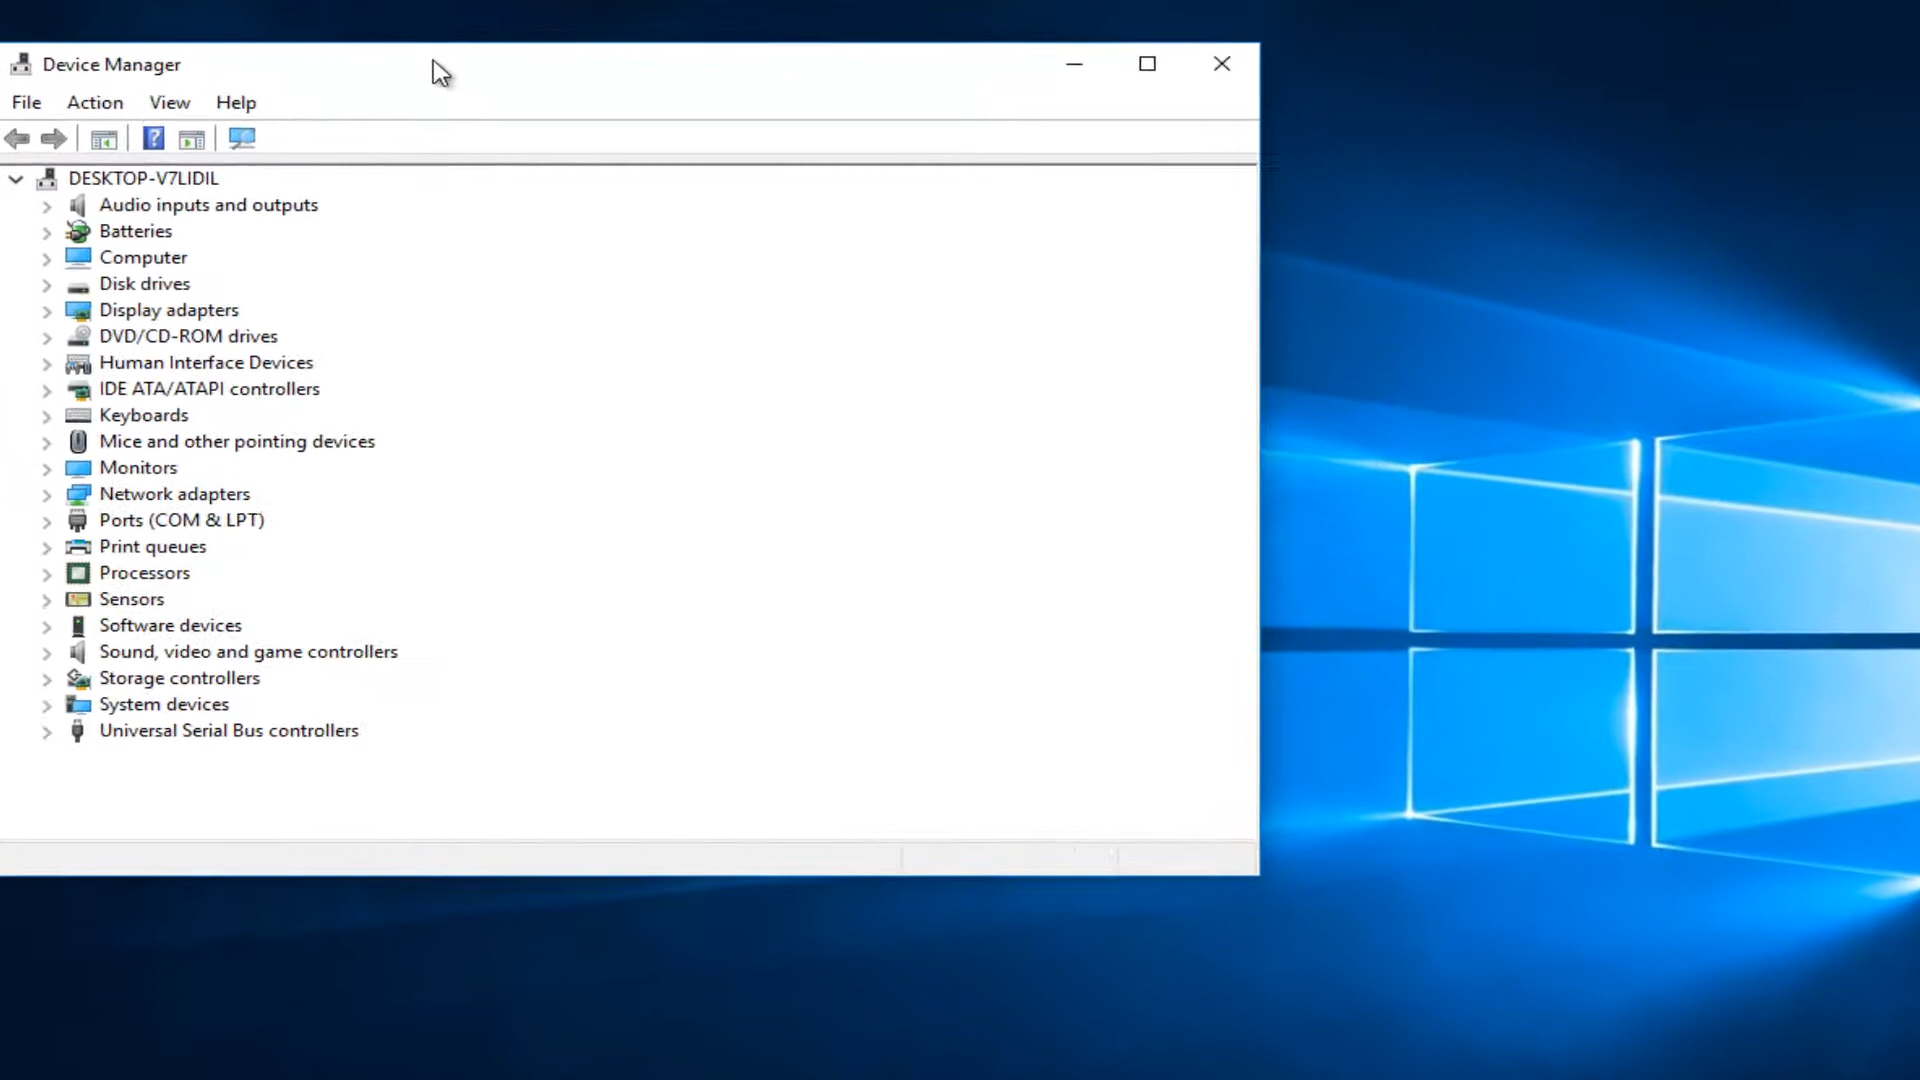 Device Manager
File Action View Help
?
DESKTOP-V7LIDIL
Audio inputs and outputs
Batteries
Computer
Disk drives
Display adapters
DVD/CD-ROM drives
Human Interface Devices
IDE ATA/ATAPI controllers
Keyboards
Mice and other pointing devices
Monitors
Network adapters
Ports (COM & LPT)
Print queues
Processors
Sensors
Software devices
Sound, video and game controllers
Storage controllers
System devices
Universal Serial Bus controllers